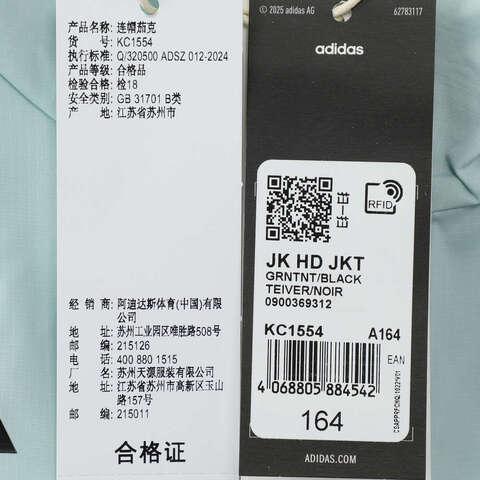 产品名称: 连帽茄克
货 号: KC1554
执行标准: Q/320500 ADSZ 012-2024
产品等级: 合格品
检验合格: 检18
安全类别: GB 31701 B类
产 地: 江苏省苏州市
经 销 商: 阿迪达斯体育(中国)有限
公司
地 址: 苏州工业园区唯胜路508号
邮 编: 215126
电 话: 400 880 1515
厂 名: 苏州天源服装有限公司
地 址: 江苏省苏州市高新区玉山
路157号
邮 编: 215011
合格证
© 2025 adidas AG 62783117
adidas
RFID
JK HD JKT
GRNTNT/BLACK
TEIVER/NOIR
0900369312
KC1554 A164
EAN
4 068805 884542
164
ADIDAS.COM